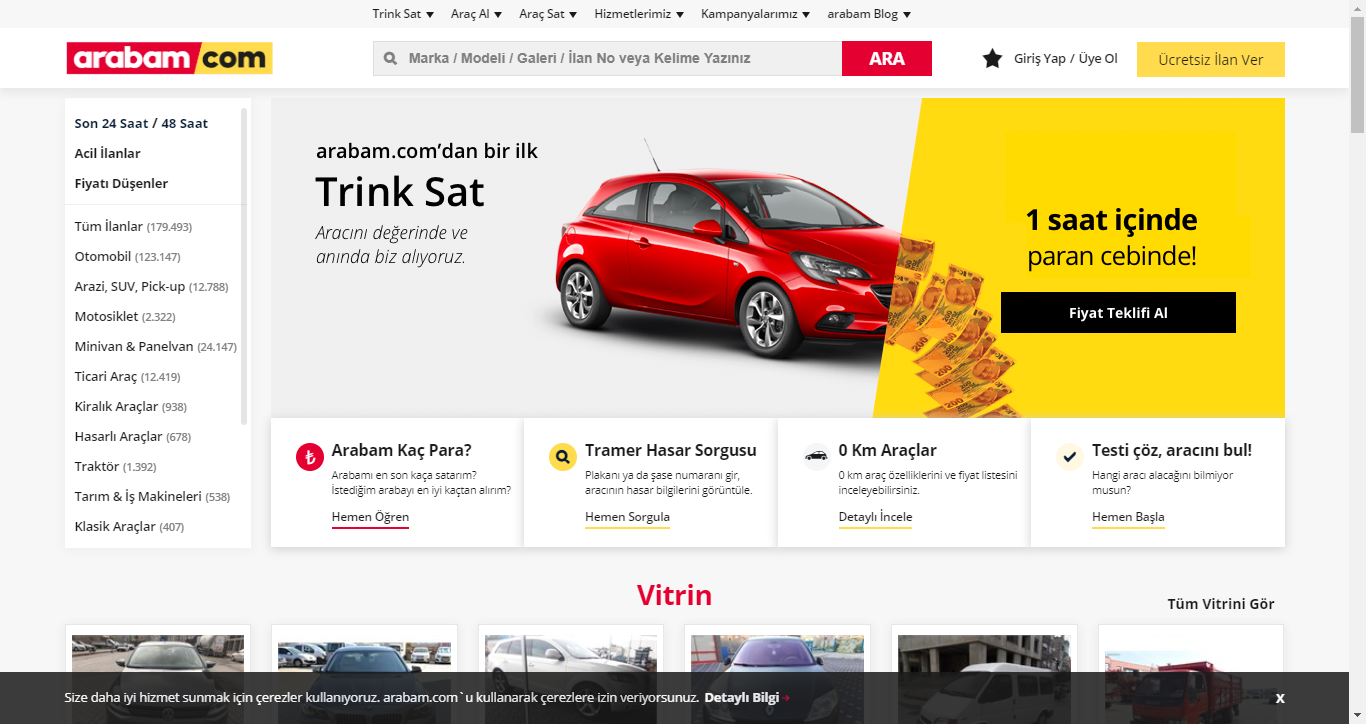 Trink Sat Araç Al Araç Sat Hizmetlerimiz Kampanyalarımız arabam Blog
arabam.com
Marka / Modeli / Galeri / İlan No veya Kelime Yazınız
ARA
Giriş Yap / Üye Ol
Ücretsiz İlan Ver
Son 24 Saat / 48 Saat
Acil İlanlar
Fiyatı Düşenler
Tüm İlanlar (179.493)
Otomobil (123.147)
Arazi, SUV, Pick-up (12.788)
Motosiklet (2.322)
Minivan & Panelvan (24.147)
Ticari Araç (12.419)
Kiralık Araçlar (938)
Hasarlı Araçlar (678)
Traktör (1.392)
Tarım & İş Makineleri (538)
Klasik Araçlar (407)
arabam.com’dan bir ilk
Trink Sat
Aracını değerinde ve
anında biz alıyoruz.
1 saat içinde
paran cebinde!
Fiyat Teklifi Al
200
200
200
Arabam Kaç Para?
Arabamı en son kaça satarım?
İstediğim arabayı en iyi kaçtan alırım?
Hemen Öğren
Tramer Hasar Sorgusu
Plakanı ya da şase numaranı gir,
aracının hasar bilgilerini görüntüle.
Hemen Sorgula
0 Km Araçlar
0 km araç özelliklerini ve fiyat listesini
inceleyebilirsiniz.
Detaylı İncele
Testi çöz, aracını bul!
Hangi aracı alacağını bilmiyor
musun?
Hemen Başla
Vitrin
Tüm Vitrini Gör
Size daha iyi hizmet sunmak için çerezler kullanıyoruz. arabam.com`u kullanarak çerezlere izin veriyorsunuz. Detaylı Bilgi
x